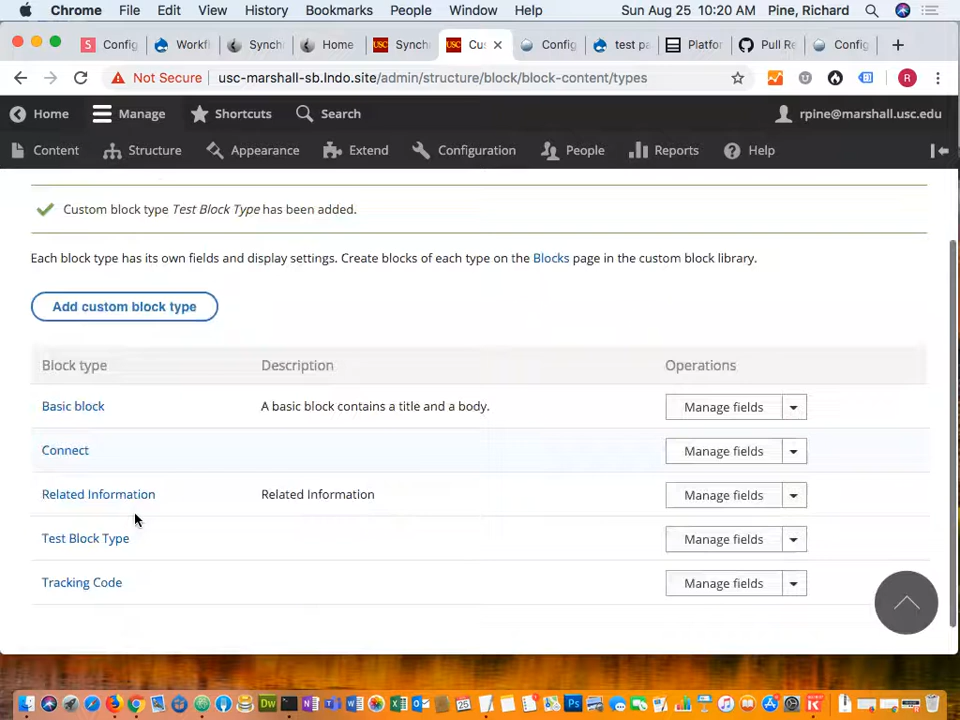 Chrome File Edit View History Bookmarks People Window Help Sun Aug 25 10:20 AM Pine, Richard
Config Workfl Synch Home Synch Cus Config test pa Platfor Pull Re Config
Not Secure usc-marshall-sb.lndo.site/admin/structure/block/block-content/types R
Home Manage Shortcuts Search rpine@marshall.usc.edu
Content Structure Appearance Extend Configuration People Reports Help
Custom block type Test Block Type has been added.
Each block type has its own fields and display settings. Create blocks of each type on the Blocks page in the custom block library.
Add custom block type
Block type Description Operations
Basic block A basic block contains a title and a body. Manage fields
Connect Manage fields
Related Information Related Information Manage fields
Test Block Type Manage fields
Tracking Code Manage fields